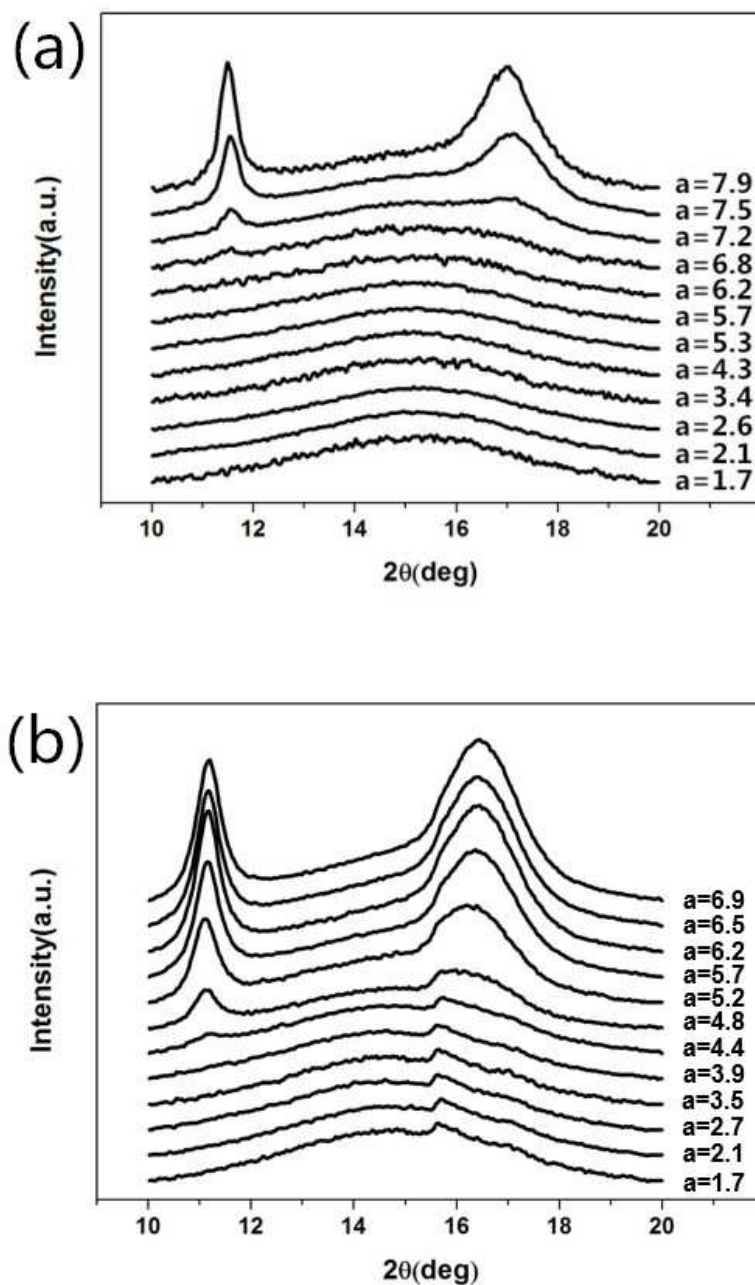 (a)
Intensity(a.u.)
a=7.9
a=7.5
a=7.2
a=6.8
a=6.2
a=5.7
a=5.3
a=4.3
a=3.4
a=2.6
a=2.1
a=1.7
10 12 14 16 18 20
2θ(deg)
(b)
Intensity(a.u.)
a=6.9
a=6.5
a=6.2
a=5.7
a=5.2
a=4.8
a=4.4
a=3.9
a=3.5
a=2.7
a=2.1
a=1.7
10 12 14 16 18 20
2θ(deg)